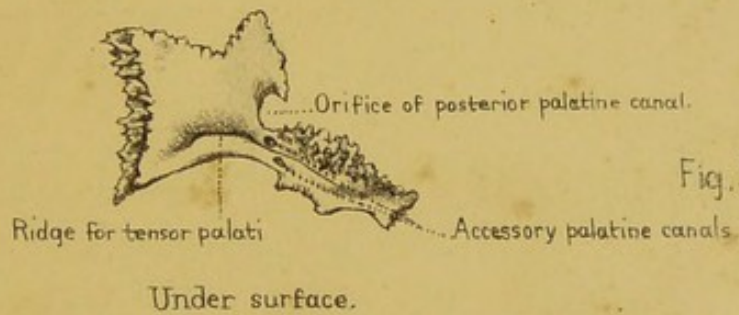 Orifice of posterior palatine canal.
Fig.
Ridge for tensor palati
Accessory palatine canals
Under surface.